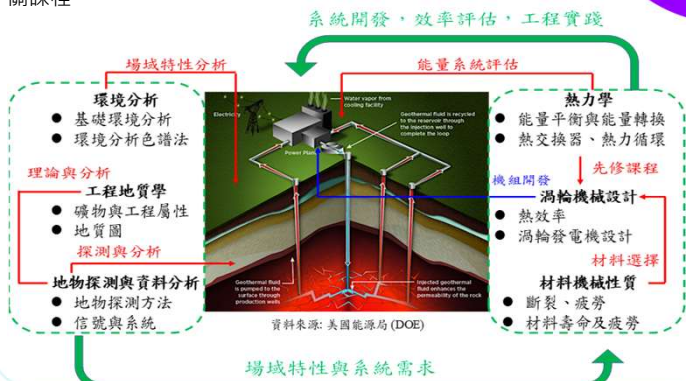 關課程
系統開發，效率評估，工程實踐
場域特性分析
能量系統評估
環境分析
● 基礎環境分析
● 環境分析色譜法
理論與分析
工程地質學
● 礦物與工程屬性
● 地質圖
探測與分析
地物探測與資料分析
● 地物探測方法
● 信號與系統
Electricity
Water vapor from
cooling facility
Geothermal fluid is recycled
to the reservoir through
the injection well to
complete the loop
Power Plant
Geothermal fluid
is pumped to the
surface through
production wells
Injected geothermal
fluid enhances the
permeability of the rock
資料來源: 美國能源局 (DOE)
熱力學
● 能量平衡與能量轉換
● 熱交換器、熱力循環
先修課程
機組開發
渦輪機械設計
● 熱效率
● 渦輪發電機設計
材料選擇
材料機械性質
● 斷裂、疲勞
● 材料壽命及疲勞
場域特性與系統需求